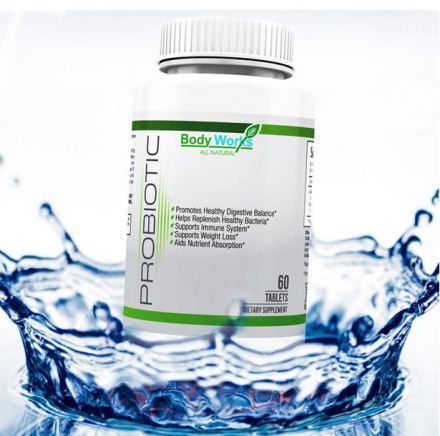 Body Works
ALL NATURAL
PROBIOTIC
Promotes Healthy Digestive Balance*
Helps Replenish Healthy Bacteria*
Supports Immune System*
Supports Weight Loss*
Aids Nutrient Absorption*
60
TABLETS
DIETARY SUPPLEMENT